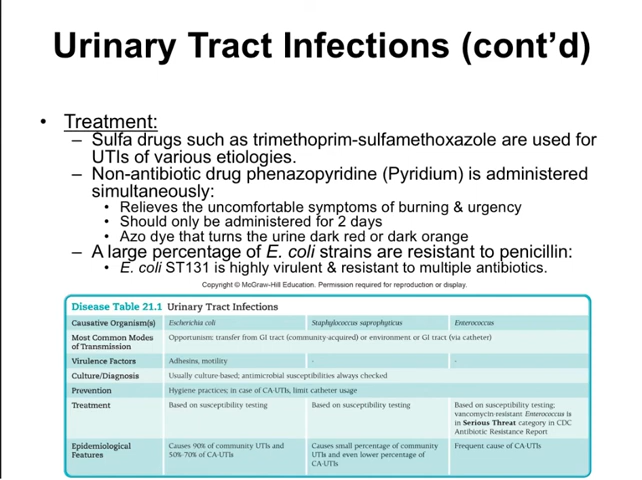 Urinary Tract Infections (cont’d)
• Treatment:
– Sulfa drugs such as trimethoprim-sulfamethoxazole are used for
UTIs of various etiologies.
– Non-antibiotic drug phenazopyridine (Pyridium) is administered
simultaneously:
• Relieves the uncomfortable symptoms of burning & urgency
• Should only be administered for 2 days
• Azo dye that turns the urine dark red or dark orange
– A large percentage of E. coli strains are resistant to penicillin:
• E. coli ST131 is highly virulent & resistant to multiple antibiotics.
Copyright © McGraw-Hill Education. Permission required for reproduction or display.
Disease Table 21.1 Urinary Tract Infections
Causative Organism(s) Escherichia coli Staphylococcus saprophyticus Enterococcus
Most Common Modes Opportunism: transfer from GI tract (community-acquired) or environment or GI tract (via catheter)
of Transmission
Virulence Factors Adhesins, motility - -
Culture/Diagnosis Usually culture-based; antimicrobial susceptibilities always checked
Prevention Hygiene practices; in case of CA-UTIs, limit catheter usage
Treatment Based on susceptibility testing Based on susceptibility testing Based on susceptibility testing;
vancomycin-resistant Enterococcus is
in Serious Threat category in CDC
Antibiotic Resistance Report
Epidemiological Causes 90% of community UTIs and Causes small percentage of community Frequent cause of CA-UTIs
Features 50%-70% of CA-UTIs UTIs and even lower percentage of
CA-UTIs